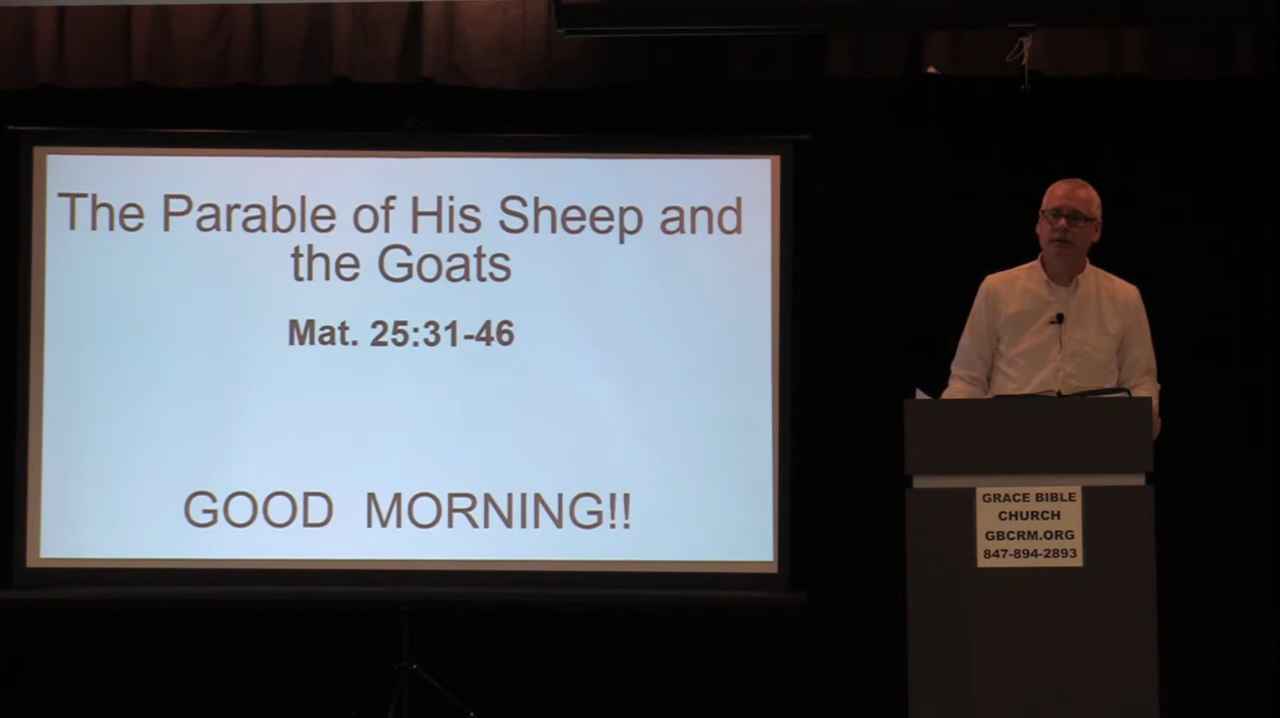 The Parable of His Sheep and
the Goats
Mat. 25:31-46
GOOD MORNING!!
GRACE BIBLE
CHURCH
GBCRM.ORG
847-894-2893